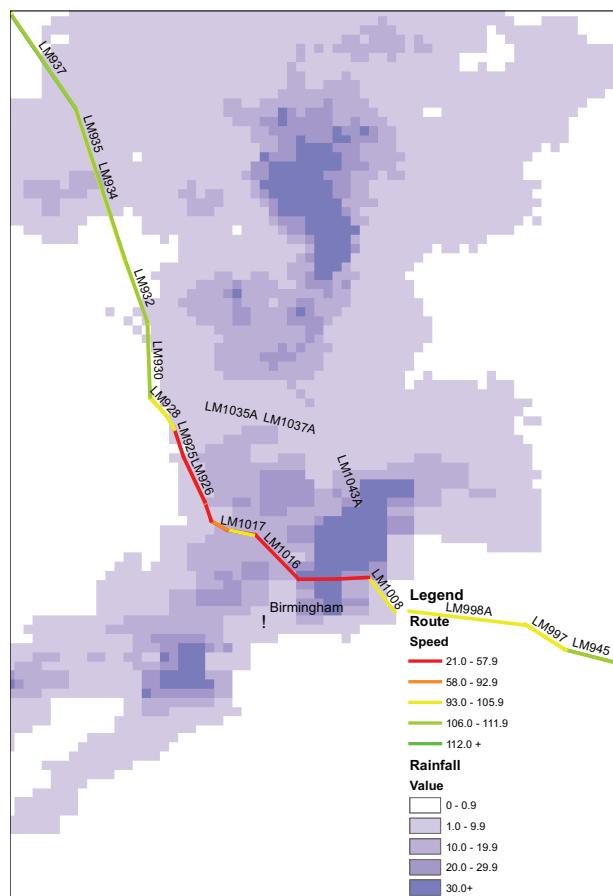 LM937
LM935
LM934
LM932
LM930
LM928
LM1035A LM1037A
LM925
LM926
LM1043A
LM1017
LM1016
LM1008
Birmingham
!
LM998A
LM997
LM945
Legend
Route
Speed
21.0 - 57.9
58.0 - 92.9
93.0 - 105.9
106.0 - 111.9
112.0 +
Rainfall
Value
0 - 0.9
1.0 - 9.9
10.0 - 19.9
20.0 - 29.9
30.0+